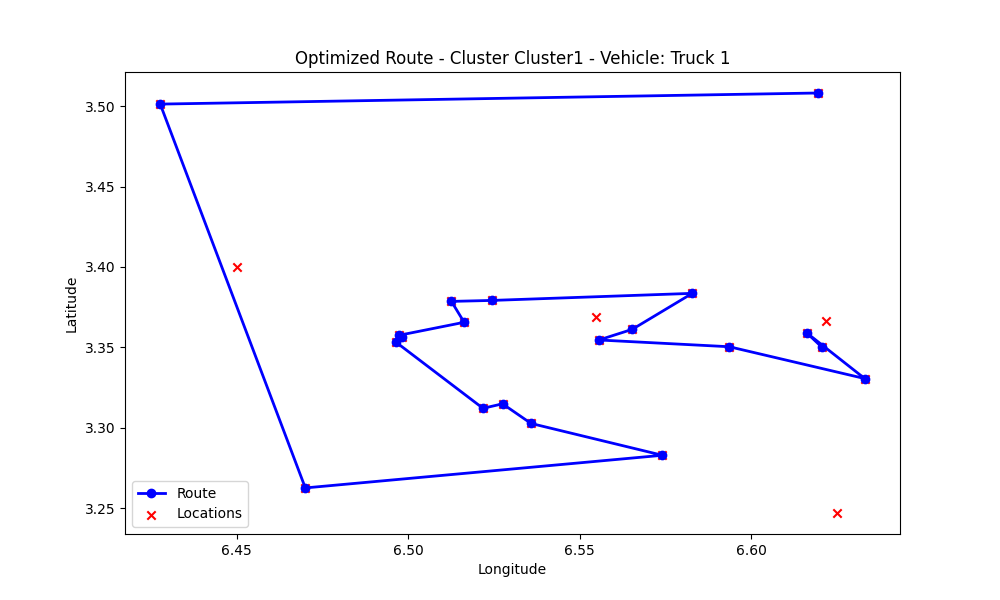 Optimized Route - Cluster Cluster1 - Vehicle: Truck 1
Latitude
3.50
3.45
3.40
3.35
3.30
3.25
Route
Locations
6.45 6.50 6.55 6.60
Longitude